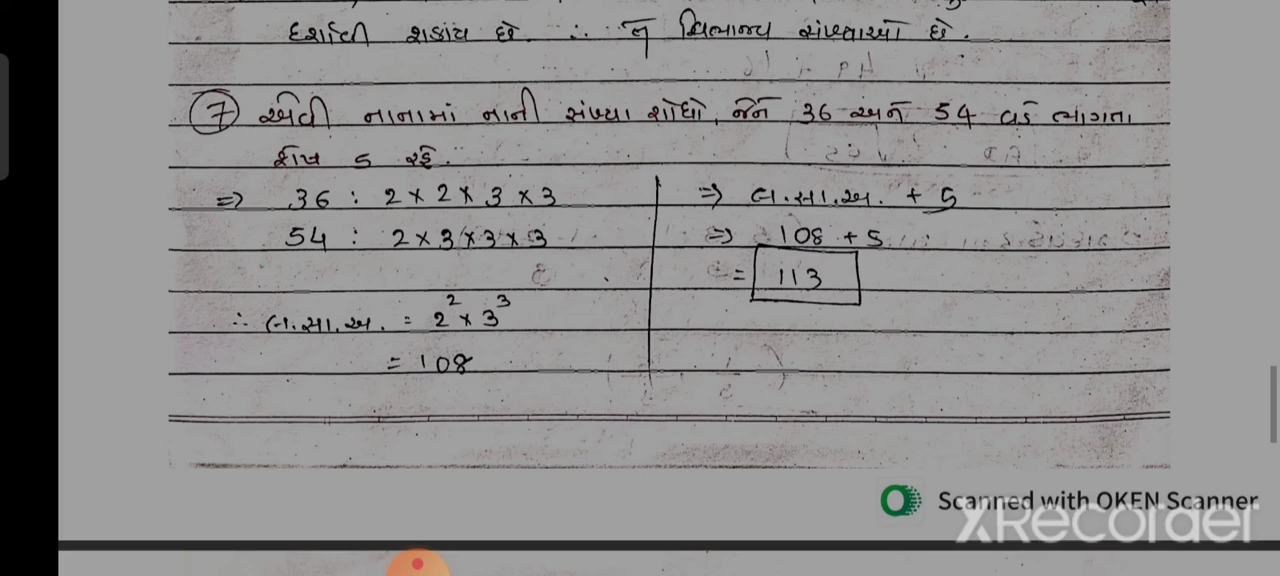 દર્શાવી શકાય છે. ∴ તે વિભાજ્ય સંખ્યાઓ છે.
⑦ એવી નાનામાં નાની સંખ્યા શોધો, જેને 36 અને 54 વડે ભાગતા
શેષ 5 રહે.
⇒ 36 : 2 × 2 × 3 × 3
54 : 2 × 3 × 3 × 3
∴ લ.સા.અ. = 2² × 3³
= 108
⇒ લ.સા.અ. + 5
⇒ 108 + 5
= 113
Scanned with OKEN Scanner
XRecorder